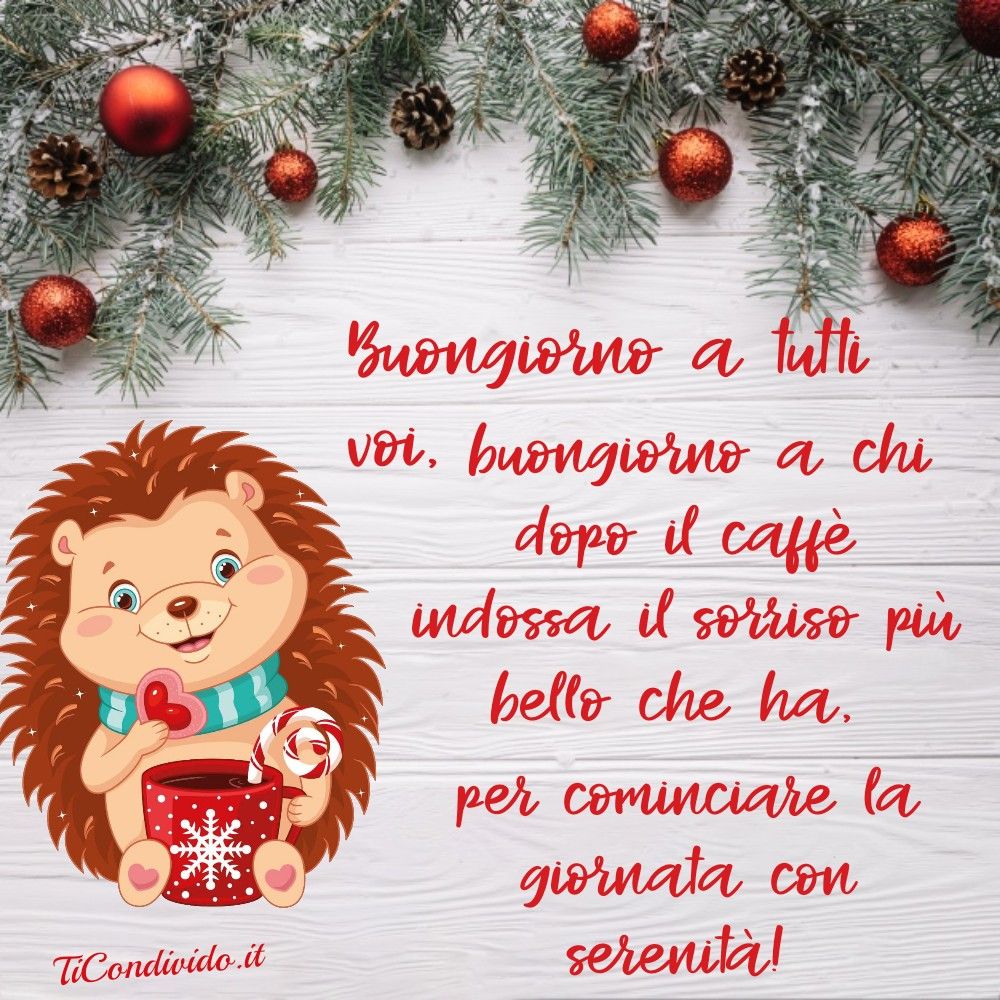 Buongiorno a tutti
voi, buongiorno a chi
dopo il caffè
indossa il sorriso più
bello che ha,
per cominciare la
giornata con
serenità!
TiCondivido.it